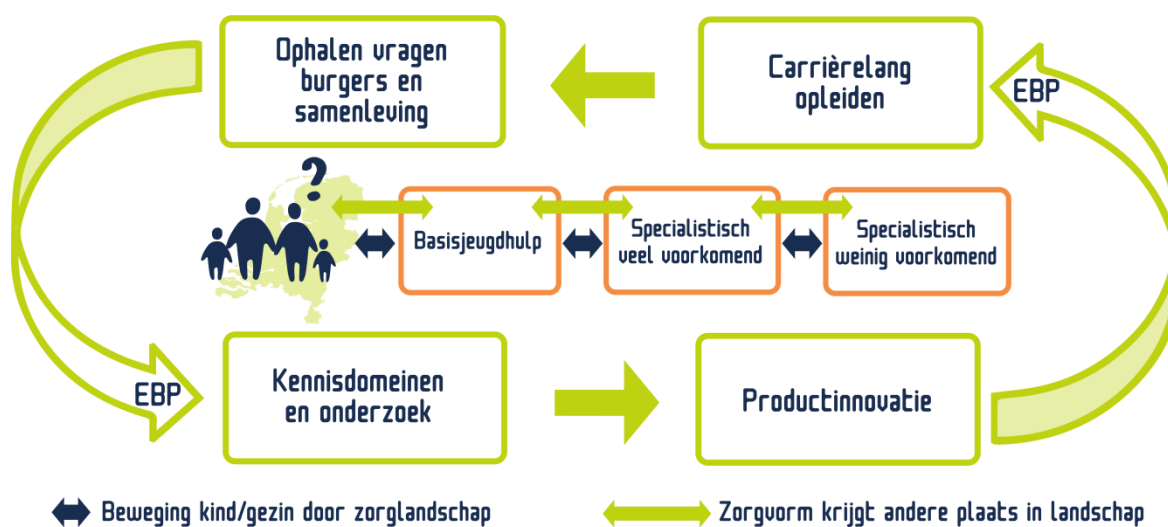 Ophalen vragen
burgers en
samenleving
Carrièrelang
opleiden
EBP
?
Basisjeugdhulp
Specialistisch
veel voorkomend
Specialistisch
weinig voorkomend
EBP
Kennisdomeinen
en onderzoek
Productinnovatie
Beweging kind/gezin door zorglandschap
Zorgvorm krijgt andere plaats in landschap